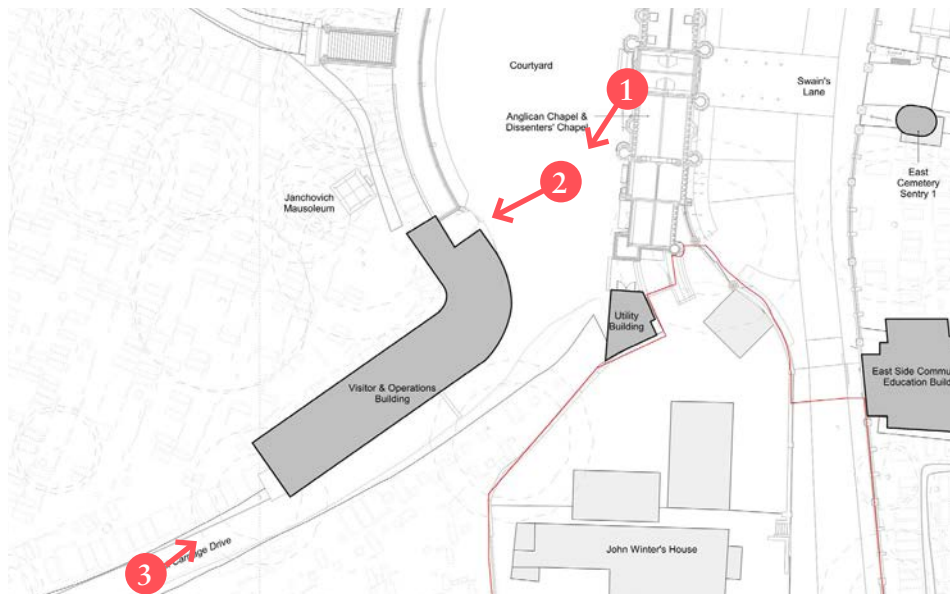 Courtyard
1
Swain's
Lane
Anglican Chapel &
Dissenters' Chapel
East
Cemetery
Sentry 1
2
Janchovich
Mausoleum
Utility
Building
East Side Commu
Education Build
Visitor & Operations
Building
Drive
3
John Winter's House